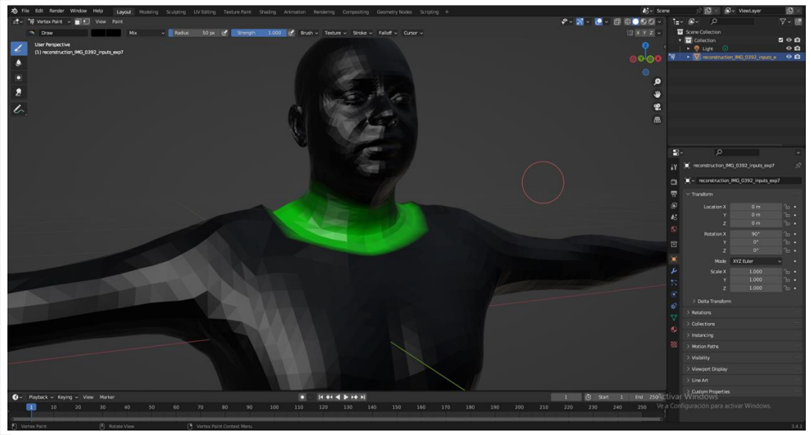 File Edit Render Window Help Layout Modeling Sculpting UV Editing Texture Paint Shading Animation Rendering Compositing Geometry Nodes Scripting Scene ViewLayer
Vertex Paint View Paint
Draw Mix Radius 50 px Strength 1.000 Brush Texture Stroke Falloff Cursor X Y Z
User Perspective
(1) reconstruction_IMG_0392_inputs_exp7
Scene Collection
Collection
Light
reconstruction_IMG_0392_inputs_e
reconstruction_IMG_0392_inputs_exp7
reconstruction_IMG_0392_inputs_exp7
Transform
Location X 0 m
Y 0 m
Z 0 m
Rotation X 90°
Y 0°
Z 0°
Mode XYZ Euler
Scale X 1.000
Y 1.000
Z 1.000
Delta Transform
Relations
Collections
Instancing
Motion Paths
Visibility
Viewport Display
Line Art
Custom Properties
Playback Keying View Marker 1 Start 1 End 250
1 10 20 30 40 50 60 70 80 90 100 110 120 130 140 150 160 170 180 190 200 210 220 230 240 250
Activar Windows
Ve a Configuración para activar Windows.
Vertex Paint Rotate View Vertex Paint Context Menu